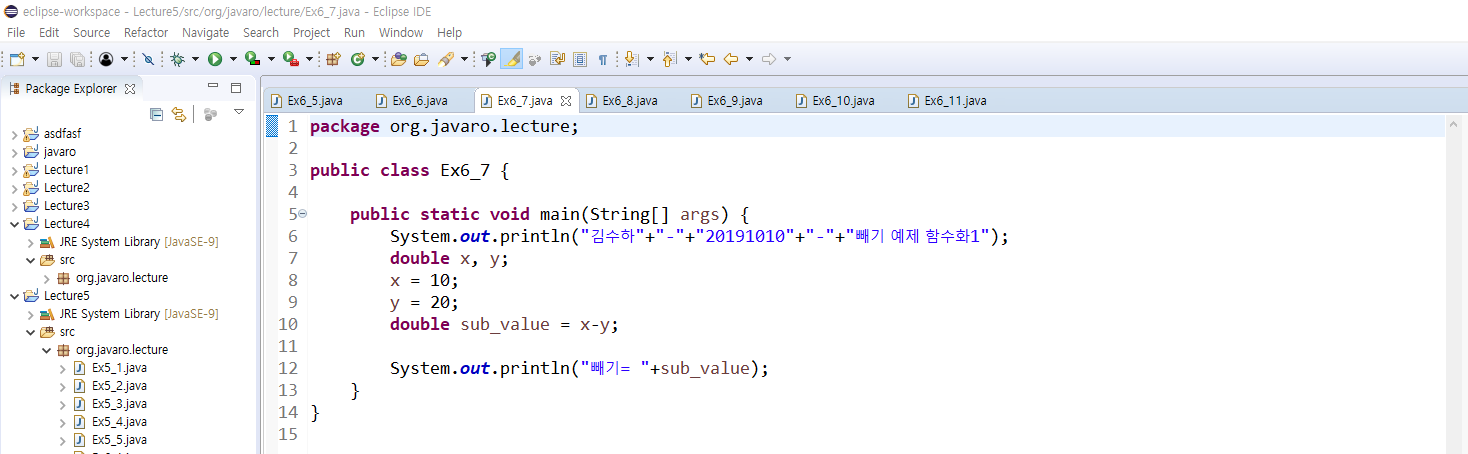 eclipse-workspace - Lecture5/src/org/javaro/lecture/Ex6_7.java - Eclipse IDE
File Edit Source Refactor Navigate Search Project Run Window Help
Package Explorer
Ex6_5.java Ex6_6.java Ex6_7.java Ex6_8.java Ex6_9.java Ex6_10.java Ex6_11.java
asdfasf
javaro
Lecture1
Lecture2
Lecture3
Lecture4
JRE System Library [JavaSE-9]
src
org.javaro.lecture
Lecture5
JRE System Library [JavaSE-9]
src
org.javaro.lecture
Ex5_1.java
Ex5_2.java
Ex5_3.java
Ex5_4.java
Ex5_5.java
1 package org.javaro.lecture;
2
3 public class Ex6_7 {
4
5 public static void main(String[] args) {
6 System.out.println("김수하"+"-"+"20191010"+"-"+"빼기 예제 함수화1");
7 double x, y;
8 x = 10;
9 y = 20;
10 double sub_value = x-y;
11
12 System.out.println("빼기= "+sub_value);
13 }
14 }
15